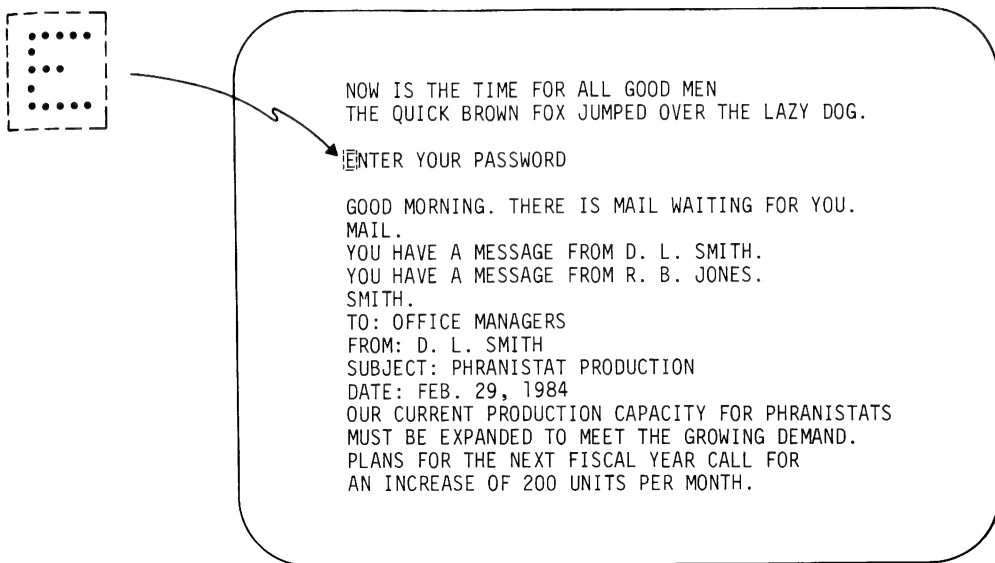 E
NOW IS THE TIME FOR ALL GOOD MEN
THE QUICK BROWN FOX JUMPED OVER THE LAZY DOG.
ENTER YOUR PASSWORD
GOOD MORNING. THERE IS MAIL WAITING FOR YOU.
MAIL.
YOU HAVE A MESSAGE FROM D. L. SMITH.
YOU HAVE A MESSAGE FROM R. B. JONES.
SMITH.
TO: OFFICE MANAGERS
FROM: D. L. SMITH
SUBJECT: PHRANISTAT PRODUCTION
DATE: FEB. 29, 1984
OUR CURRENT PRODUCTION CAPACITY FOR PHRANISTATS
MUST BE EXPANDED TO MEET THE GROWING DEMAND.
PLANS FOR THE NEXT FISCAL YEAR CALL FOR
AN INCREASE OF 200 UNITS PER MONTH.